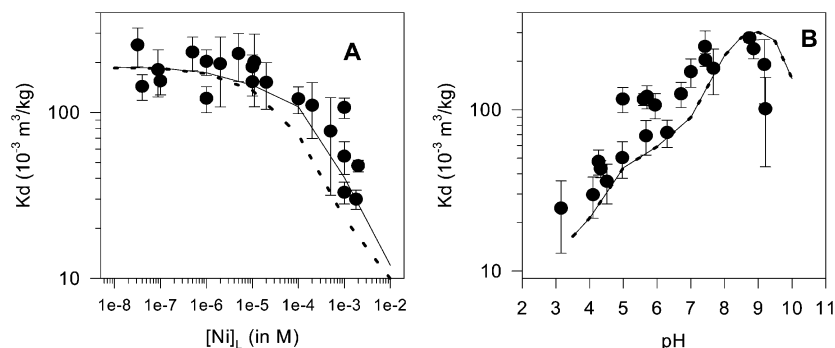 A
Kd (10⁻³ m³/kg)
100
10
1e-8 1e-7 1e-6 1e-5 1e-4 1e-3 1e-2
[Ni]L (in M)
B
Kd (10⁻³ m³/kg)
100
10
2 3 4 5 6 7 8 9 10 11
pH